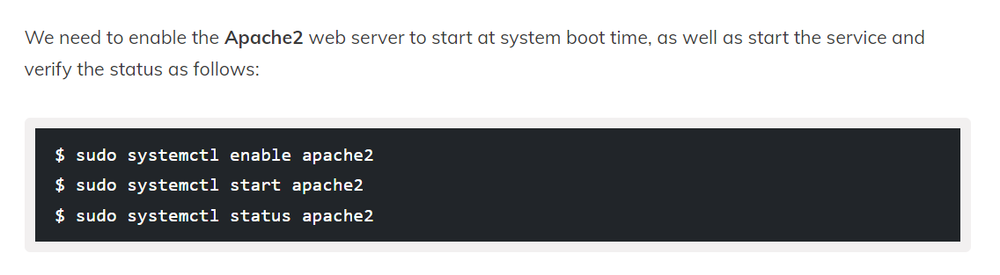 We need to enable the Apache2 web server to start at system boot time, as well as start the service and
verify the status as follows:
$ sudo systemctl enable apache2
$ sudo systemctl start apache2
$ sudo systemctl status apache2